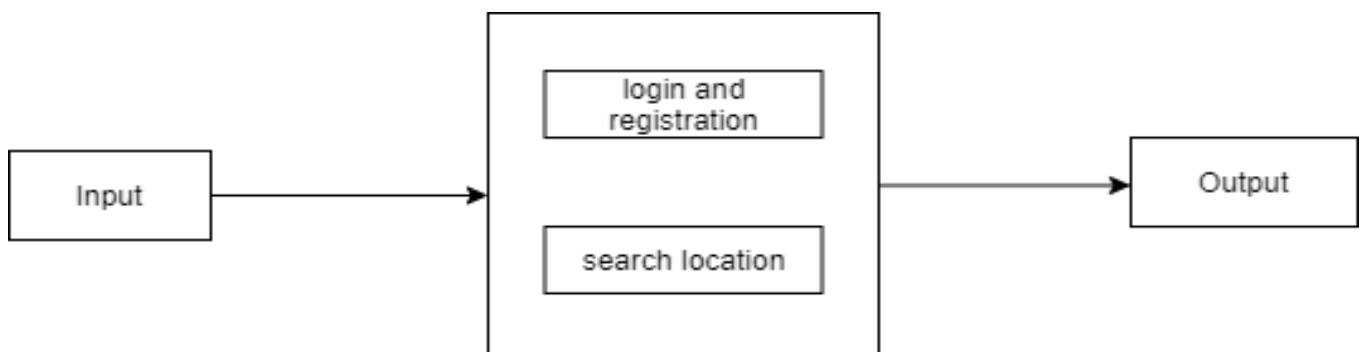 login and
registration
Input
Output
search location